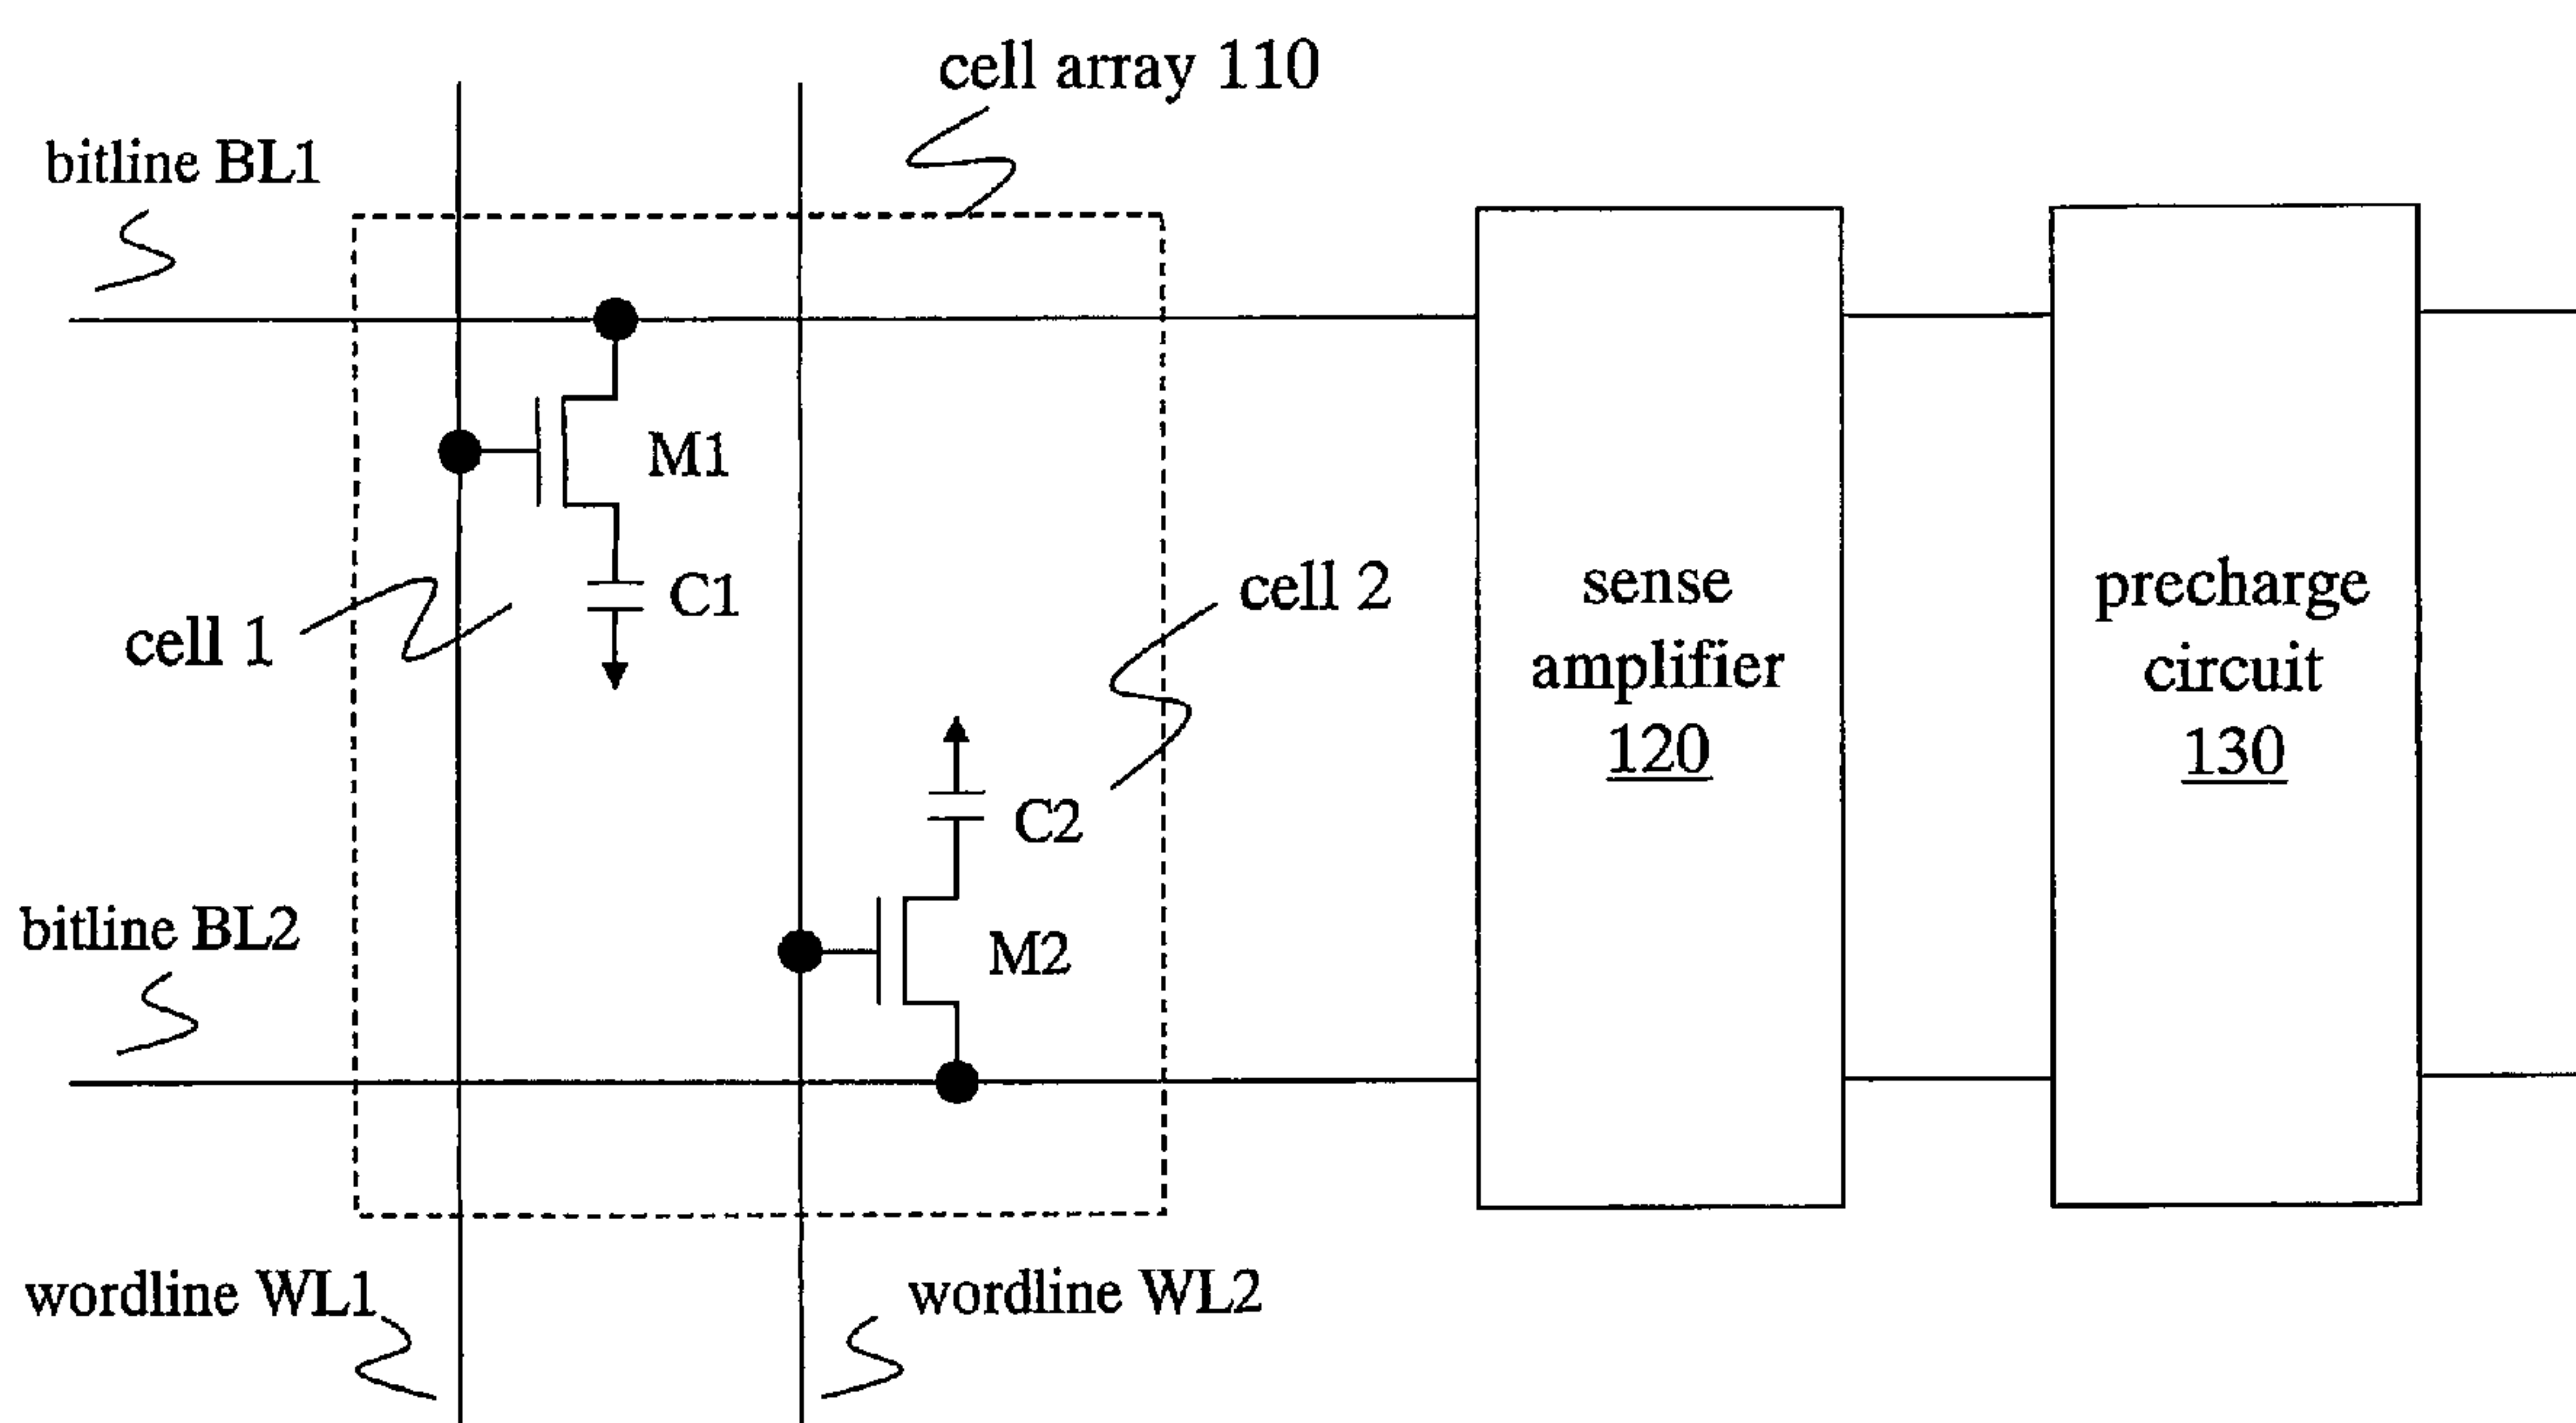 cell array 110
bitline BL1
M1
C1
cell 1
cell 2
C2
M2
bitline BL2
sense
amplifier
120
precharge
circuit
130
wordline WL1
wordline WL2